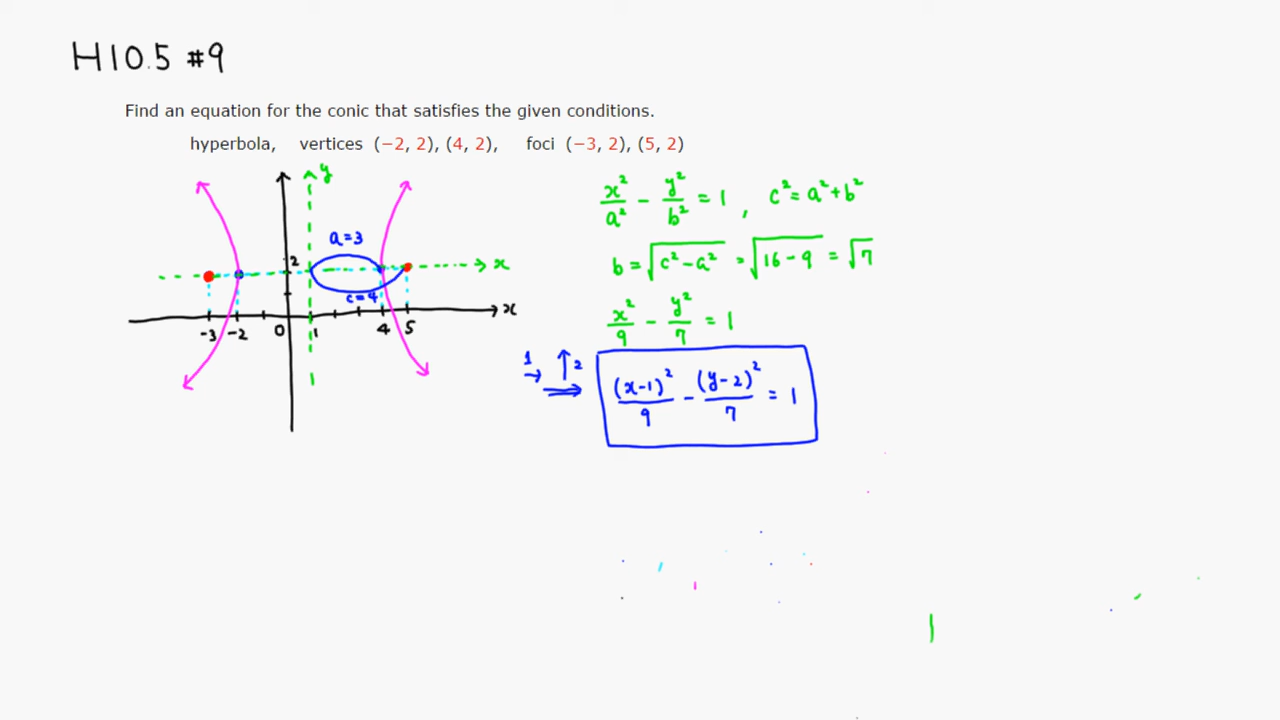 H10.5 #9
Find an equation for the conic that satisfies the given conditions.
hyperbola, vertices (−2, 2), (4, 2), foci (−3, 2), (5, 2)
y
a=3
2
x
c=4
x
-3 -2 0 1 4 5
1
x²/a² - y²/b² = 1 , c² = a² + b²
b = √(c² - a²) = √(16 - 9) = √7
x²/9 - y²/7 = 1
1 → ↑ 2 ⇒
(x-1)²/9 - (y-2)²/7 = 1